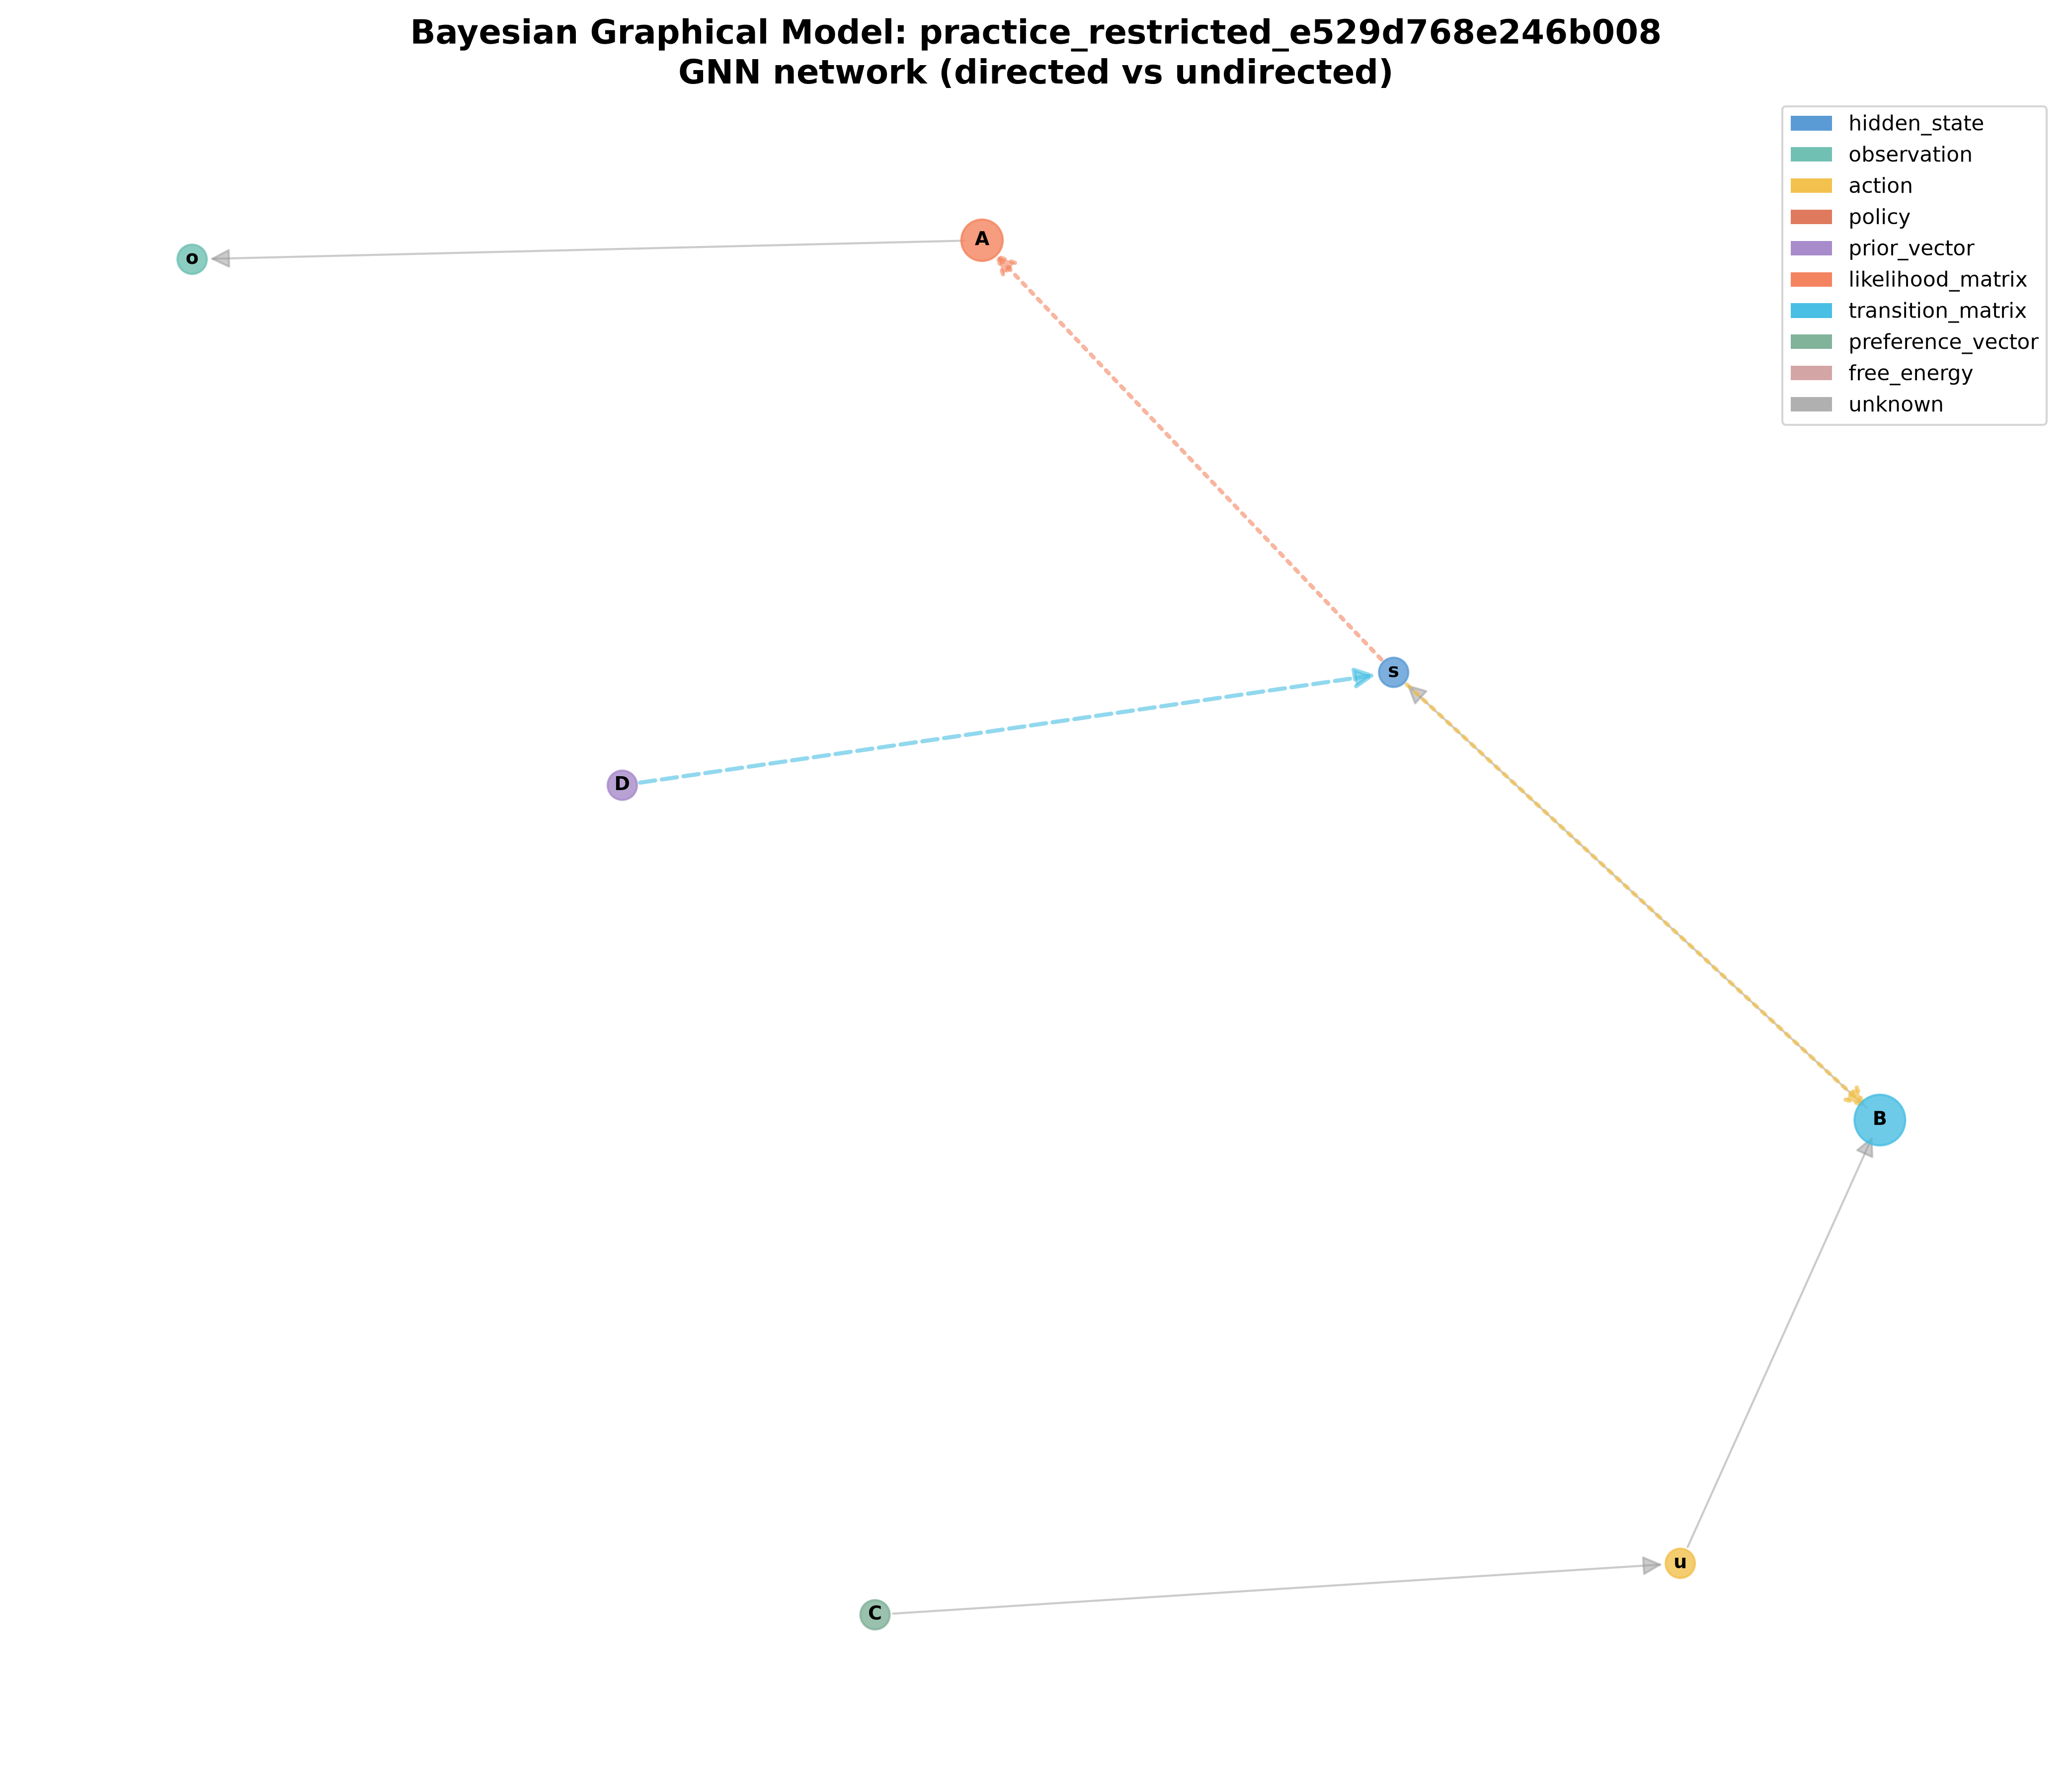 Bayesian Graphical Model: practice_restricted_e529d768e246b008
GNN network (directed vs undirected)
hidden_state
observation
action
policy
prior_vector
likelihood_matrix
transition_matrix
preference_vector
free_energy
unknown
A
o
s
D
B
u
C